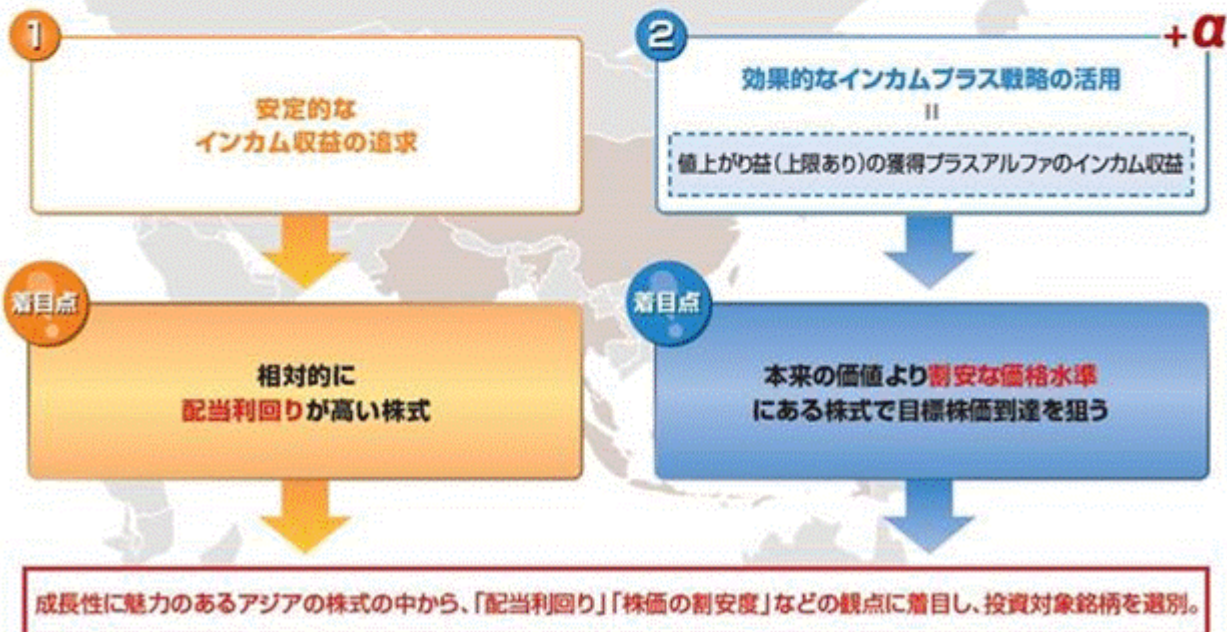 1
安定的な
インカム収益の追求
着目点
相対的に
配当利回りが高い株式
2
+α
効果的なインカムプラス戦略の活用
=
値上がり益(上限あり)の獲得プラスアルファのインカム収益
着目点
本来の価値より割安な価格水準
にある株式で目標株価到達を狙う
成長性に魅力のあるアジアの株式の中から、「配当利回り」「株価の割安度」などの観点に着目し、投資対象銘柄を選別。